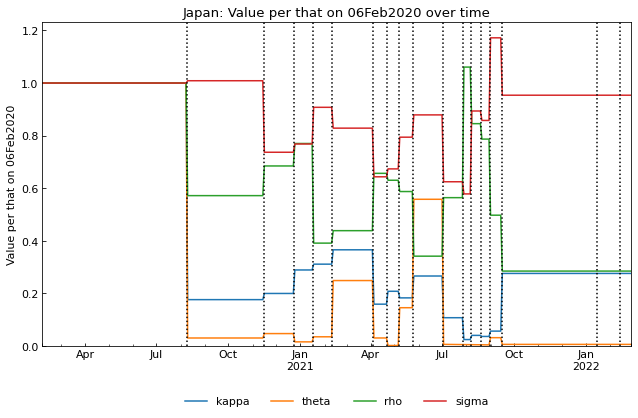 Japan: Value per that on 06Feb2020 over time
Value per that on 06Feb2020
1.2
1.0
0.8
0.6
0.4
0.2
0.0
Apr
Jul
Oct
Jan
2021
Apr
Jul
Oct
Jan
2022
kappa
theta
rho
sigma